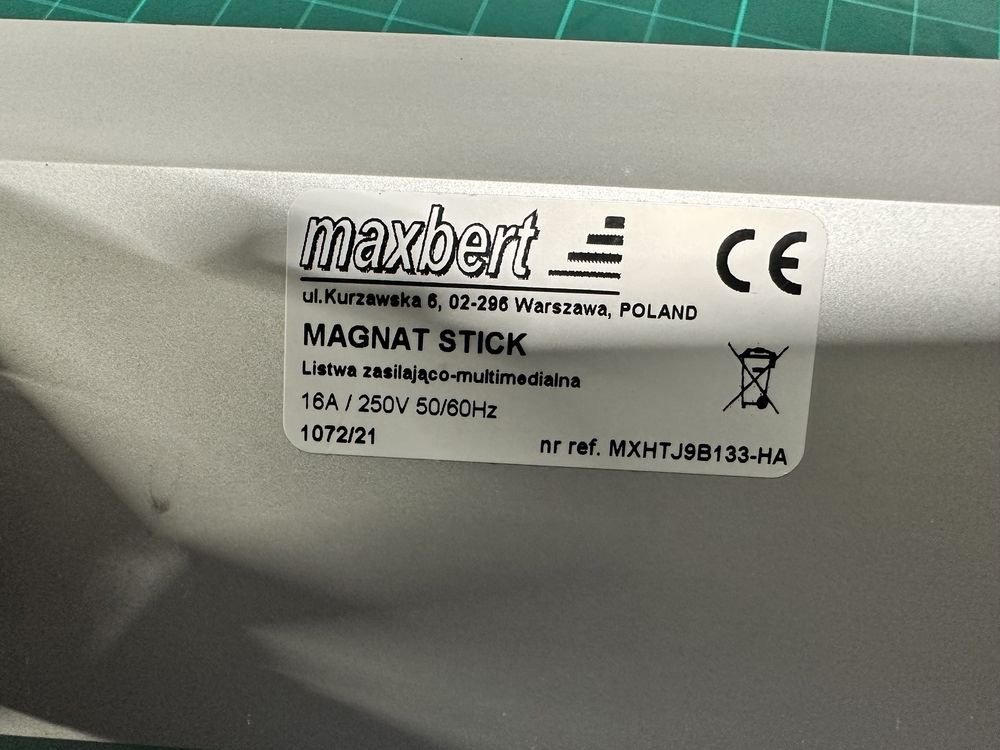 maxbert
CE
ul.Kurzawska 6, 02-296 Warszawa, POLAND
MAGNAT STICK
Listwa zasilająco-multimedialna
16A / 250V 50/60Hz
1072/21
nr ref. MXHTJ9B133-HA